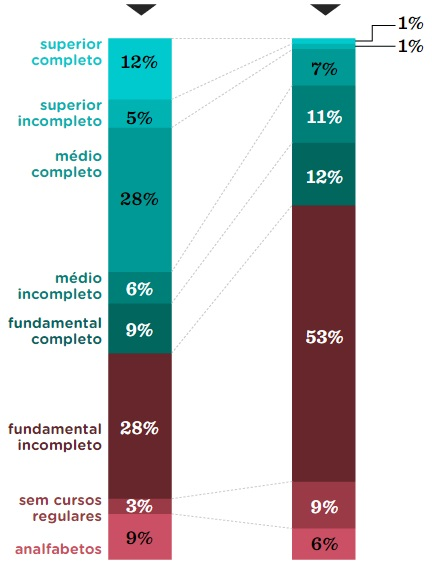 1%
superior
completo
12%
1%
7%
superior
incompleto
5%
11%
médio
completo
12%
28%
médio
incompleto
6%
fundamental
completo
9%
53%
fundamental
incompleto
28%
sem cursos
regulares
3%
9%
analfabetos
9%
6%